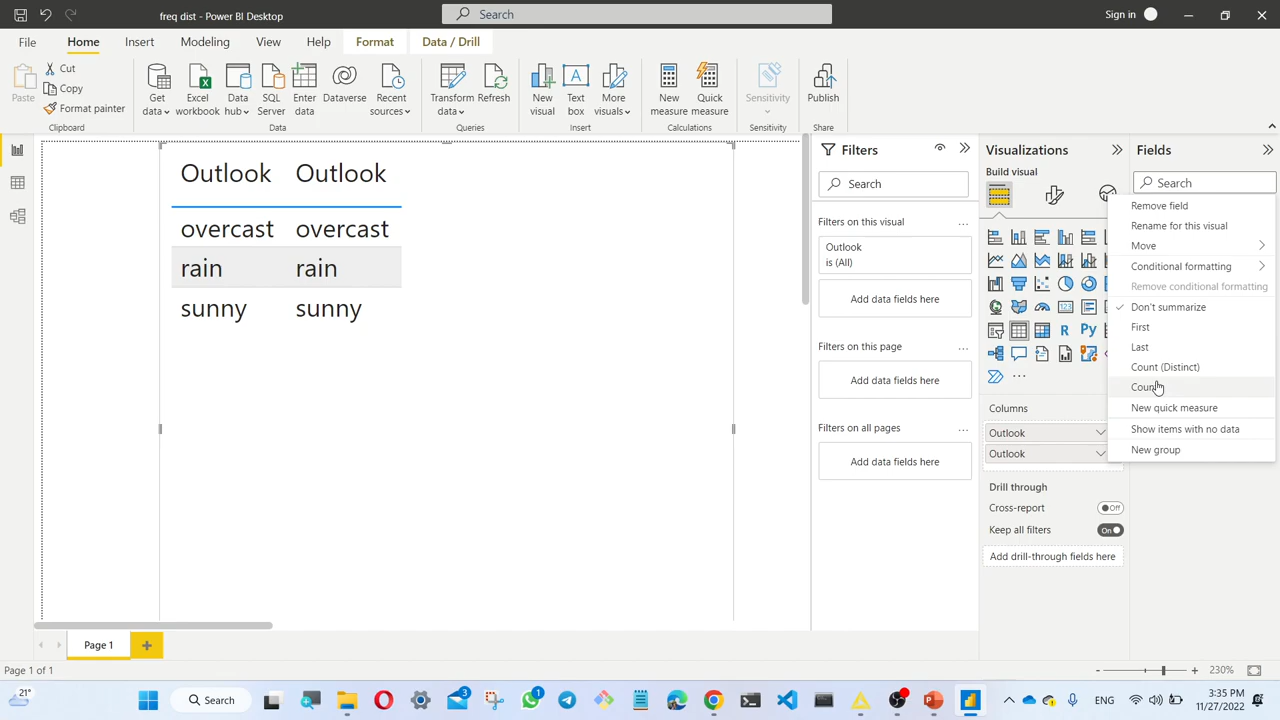 freq dist - Power BI Desktop
Search
Sign in
File
Home
Insert
Modeling
View
Help
Format
Data / Drill
Paste
Cut
Copy
Format painter
Get data
Excel workbook
Data hub
SQL Server
Enter data
Dataverse
Recent sources
Transform data
Refresh
New visual
Text box
More visuals
New measure
Quick measure
Sensitivity
Publish
Clipboard
Data
Queries
Insert
Calculations
Sensitivity
Share
Outlook Outlook
overcast overcast
rain rain
sunny sunny
Filters
Search
Filters on this visual ...
Outlook
is (All)
Add data fields here
Filters on this page ...
Add data fields here
Filters on all pages ...
Add data fields here
Visualizations
Build visual
R
Py
...
Columns
Outlook
Outlook
Drill through
Cross-report
Off
Keep all filters
On
Add drill-through fields here
Fields
Search
Remove field
Rename for this visual
Move
Conditional formatting
Remove conditional formatting
Don't summarize
First
Last
Count (Distinct)
New quick measure
Show items with no data
New group
Page 1
Page 1 of 1
- + 230%
21°
Search
3
1
ENG
3:35 PM
11/27/2022